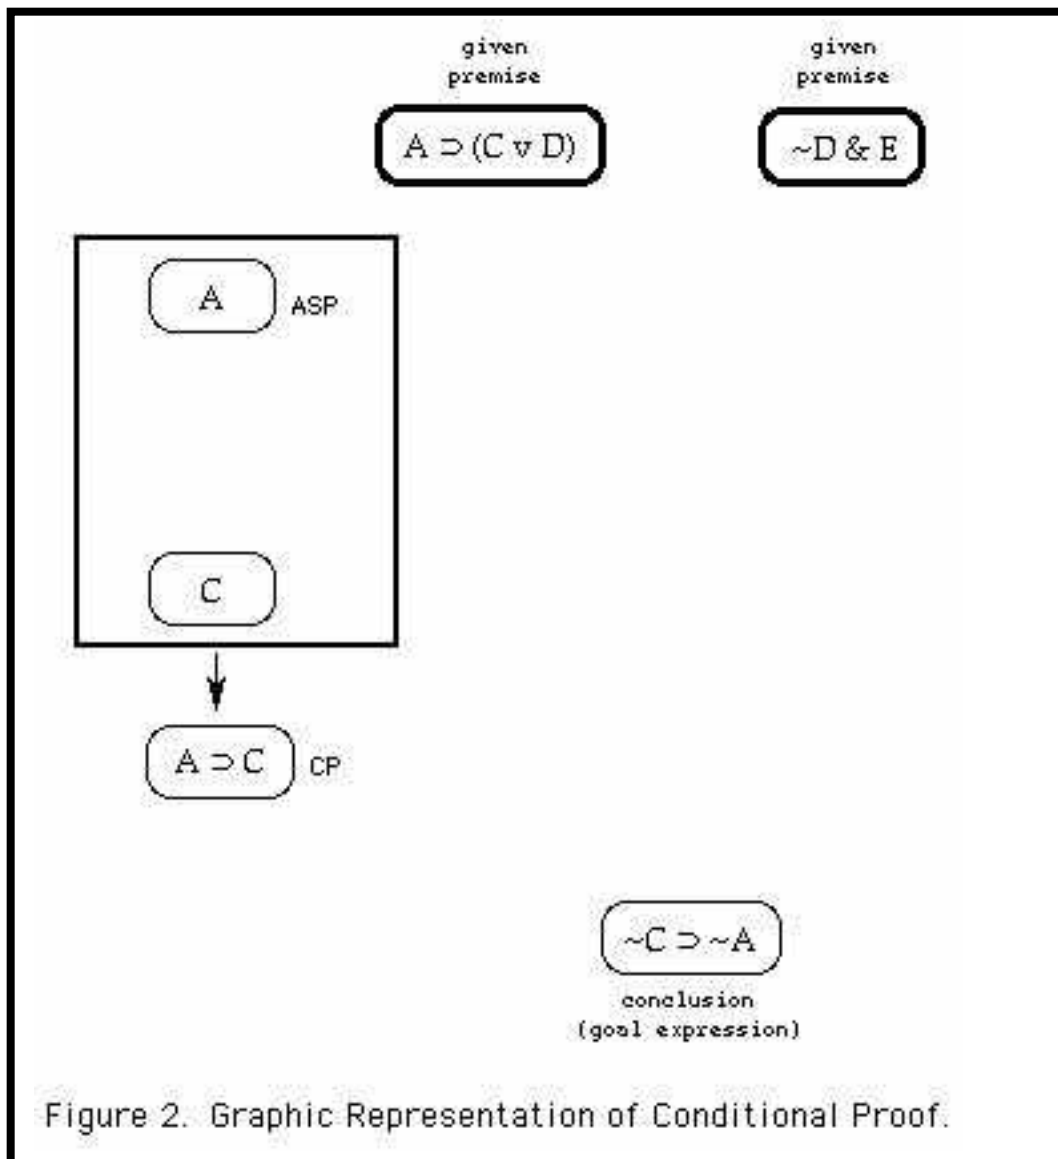 given
premise
given
premise
A ⊃ (C v D)
~D & E
A
ASP
C
A ⊃ C
CP
~C ⊃ ~A
conclusion
(goal expression)
Figure 2. Graphic Representation of Conditional Proof.